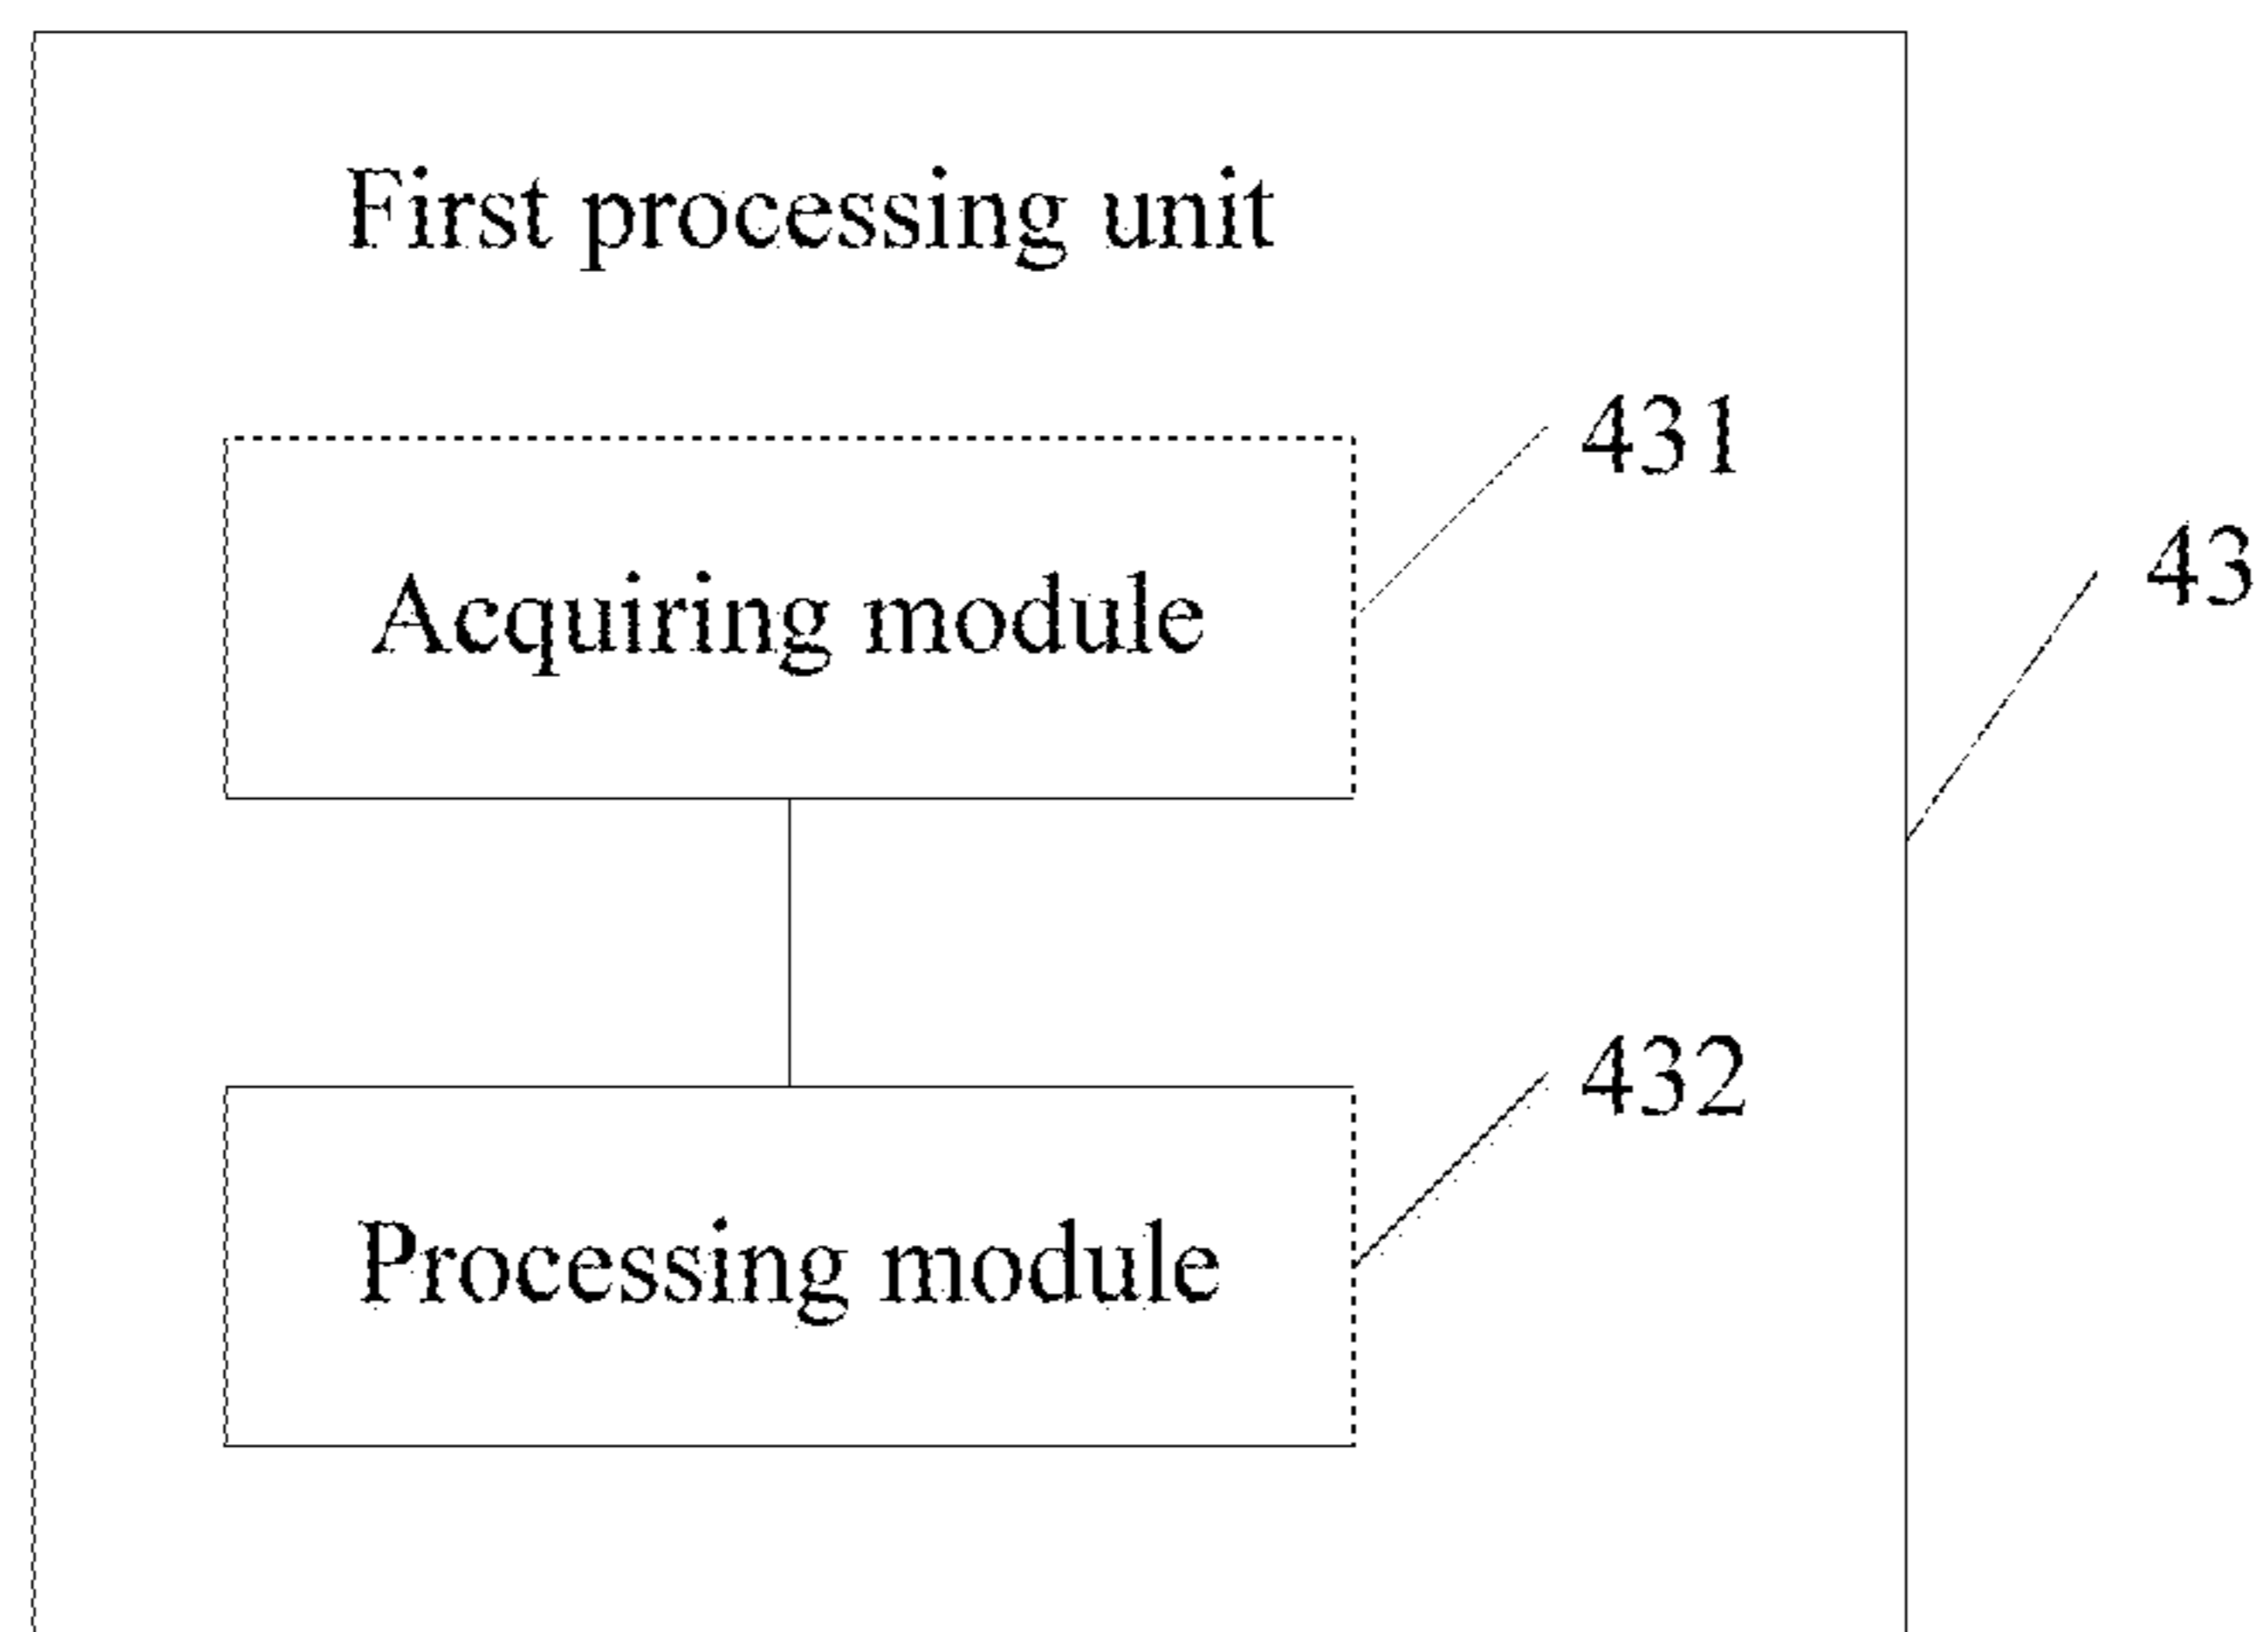 First processing unit
431
Acquiring module
43
432
Processing module